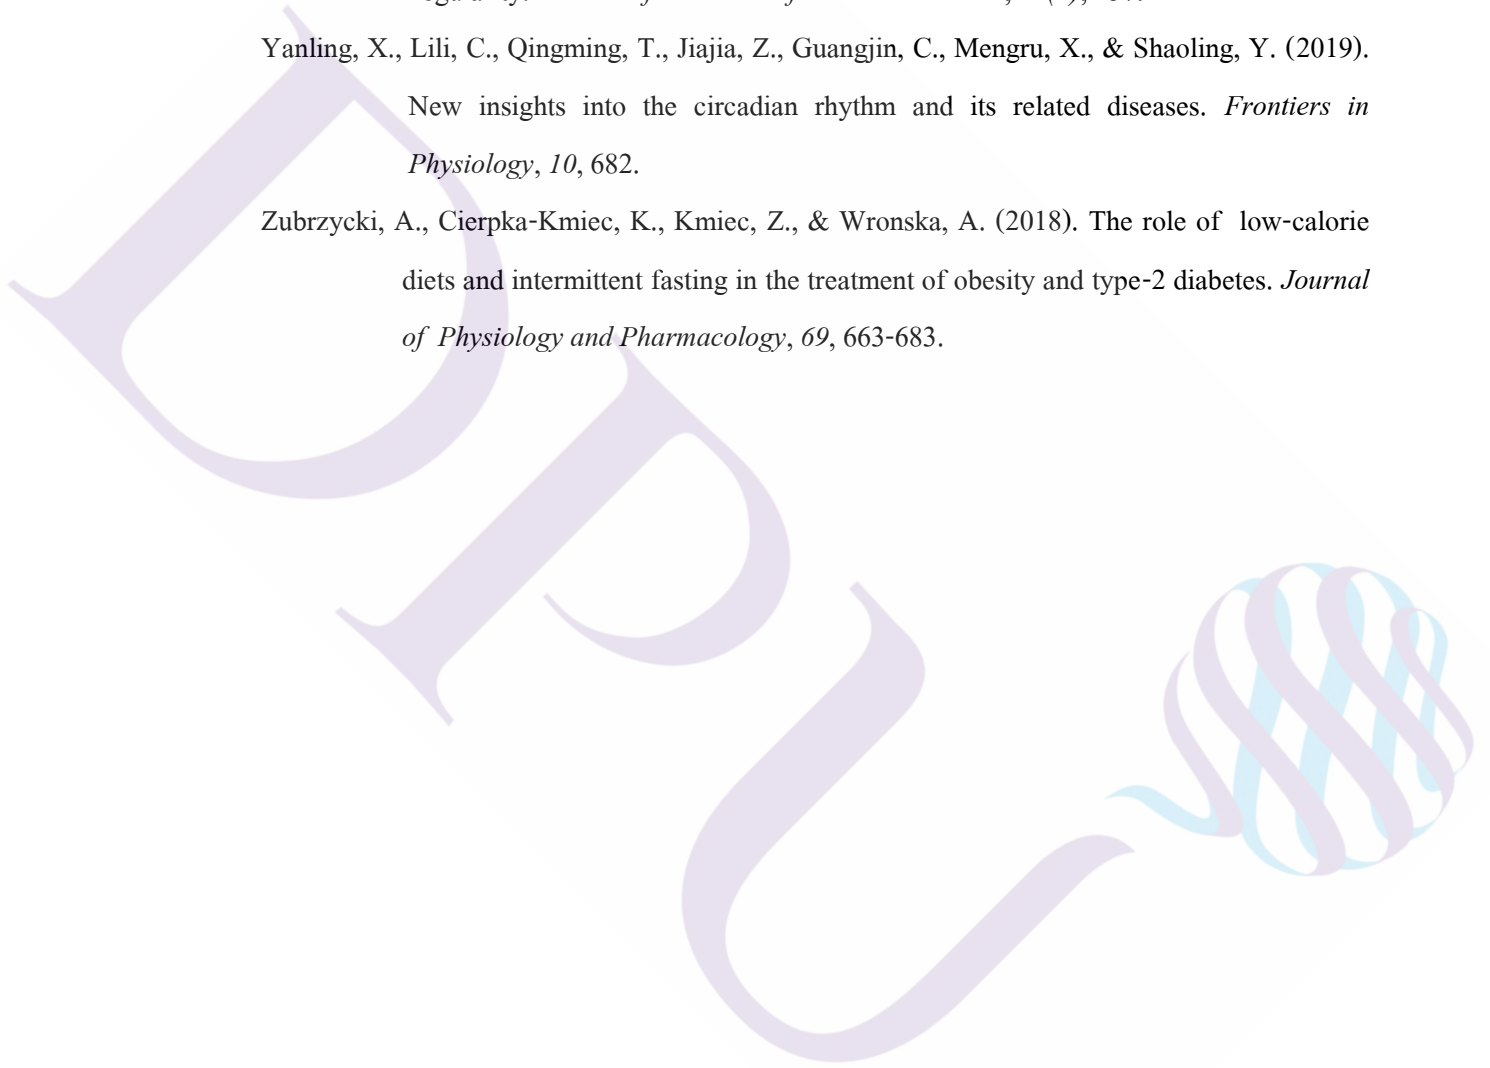 Yanling, X., Lili, C., Qingming, T., Jiajia, Z., Guangjin, C., Mengru, X., & Shaoling, Y. (2019).
New insights into the circadian rhythm and its related diseases. Frontiers in
Physiology, 10, 682.
Zubrzycki, A., Cierpka-Kmiec, K., Kmiec, Z., & Wronska, A. (2018). The role of low-calorie
diets and intermittent fasting in the treatment of obesity and type-2 diabetes. Journal
of Physiology and Pharmacology, 69, 663-683.
DPU